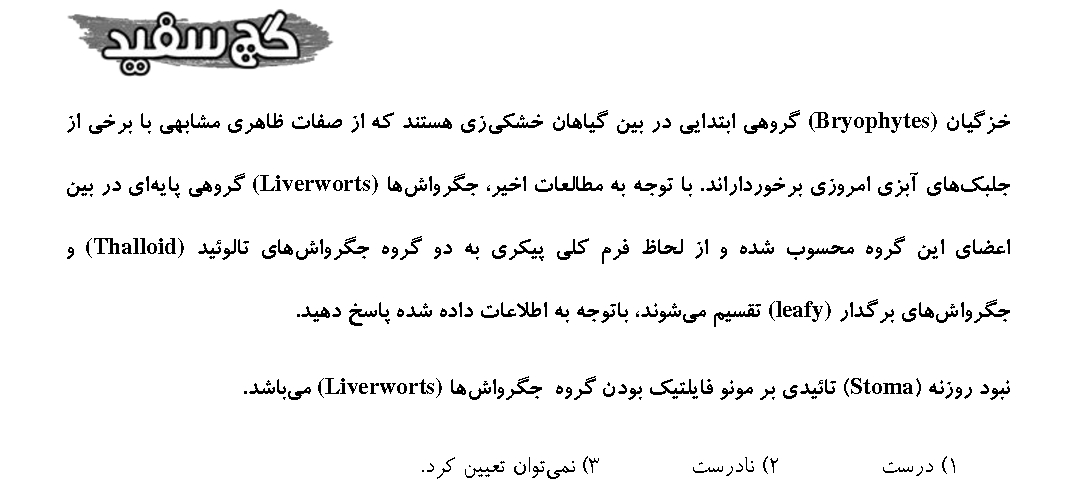 گچ سفید
خزگیان (Bryophytes) گروهی ابتدایی در بین گیاهان خشکی‌زی هستند که از صفات ظاهری مشابهی با برخی از
جلبک‌های آبزی امروزی برخورداراند. با توجه به مطالعات اخیر، جگرواش‌ها (Liverworts) گروهی پایه‌ای در بین
اعضای این گروه محسوب شده و از لحاظ فرم کلی پیکری به دو گروه جگرواش‌های تالوئید (Thalloid) و
جگرواش‌های برگدار (leafy) تقسیم می‌شوند، باتوجه به اطلاعات داده شده پاسخ دهید.
نبود روزنه (Stoma) تائیدی بر مونو فایلتیک بودن گروه جگرواش‌ها (Liverworts) می‌باشد.
۱) درست ۲) نادرست ۳) نمی‌توان تعیین کرد.